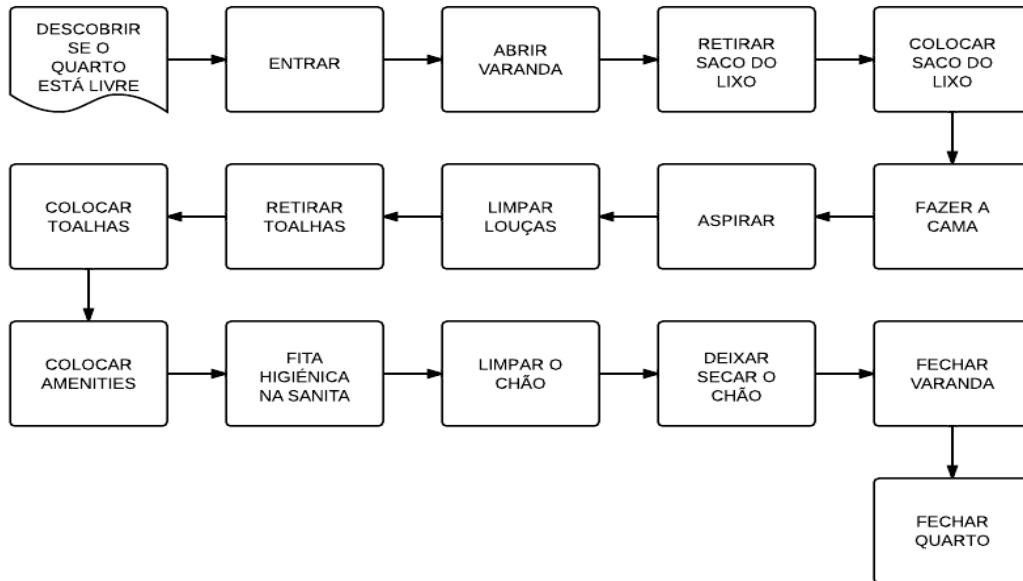 DESCOBRIR
SE O
QUARTO
ESTÁ LIVRE
ENTRAR
ABRIR
VARANDA
RETIRAR
SACO DO
LIXO
COLOCAR
SACO DO
LIXO
FAZER A
CAMA
ASPIRAR
LIMPAR
LOUÇAS
RETIRAR
TOALHAS
COLOCAR
TOALHAS
COLOCAR
AMENITIES
FITA
HIGIÉNICA
NA SANITA
LIMPAR O
CHÃO
DEIXAR
SECAR O
CHÃO
FECHAR
VARANDA
FECHAR
QUARTO